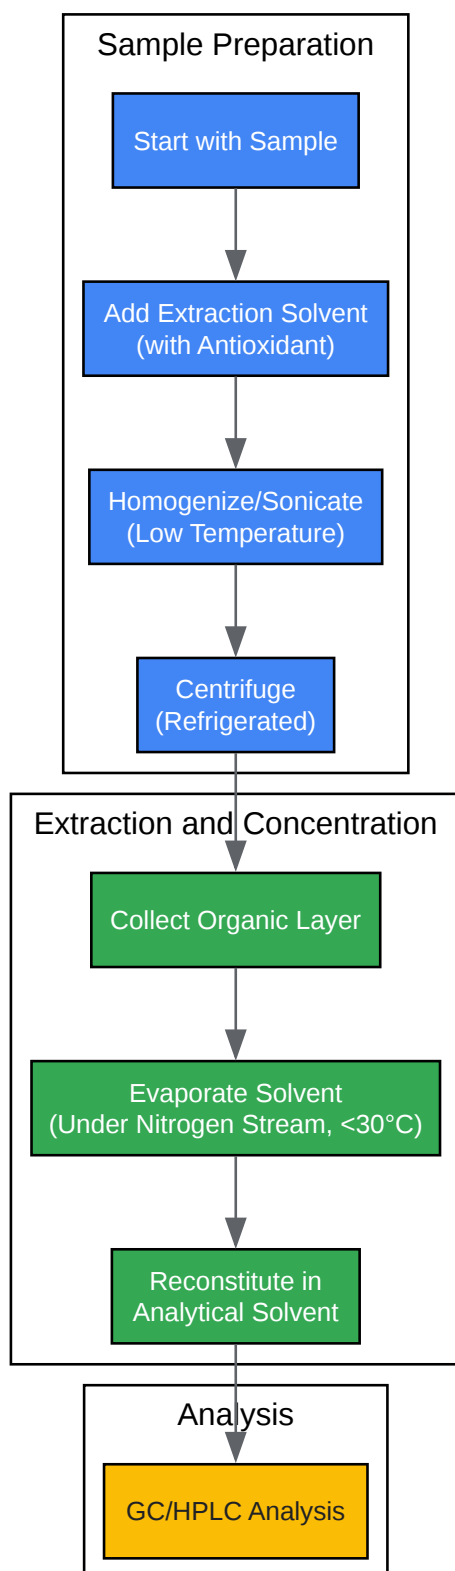 Sample Preparation
Start with Sample
Add Extraction Solvent
(with Antioxidant)
Homogenize/Sonicate
(Low Temperature)
Centrifuge
(Refrigerated)
Extraction and Concentration
Collect Organic Layer
Evaporate Solvent
(Under Nitrogen Stream, <30°C)
Reconstitute in
Analytical Solvent
Analysis
GC/HPLC Analysis